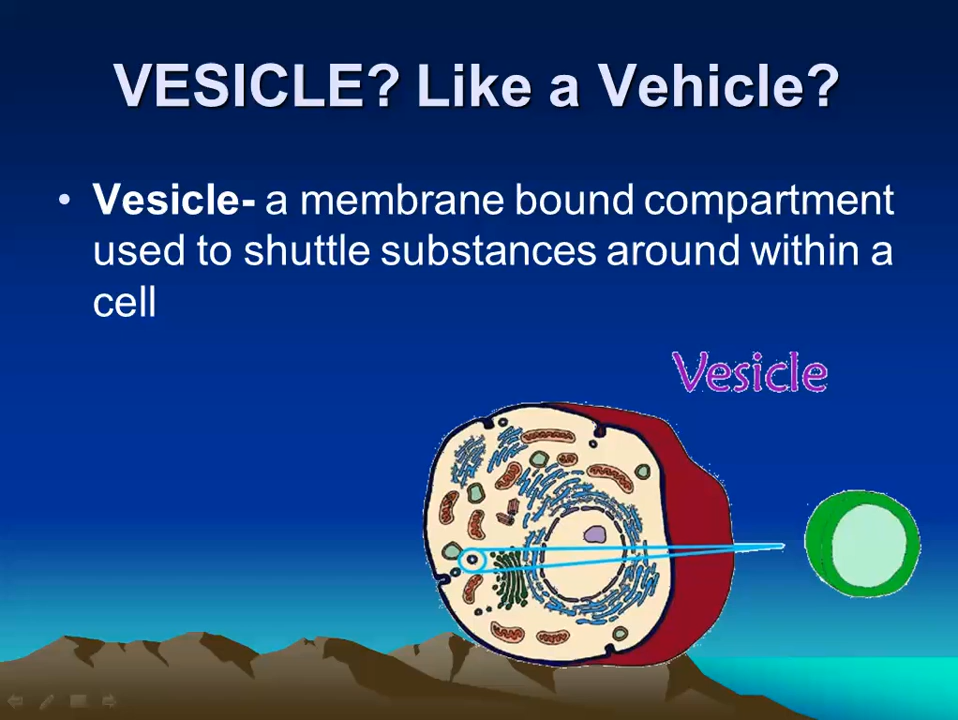 VESICLE? Like a Vehicle?
• Vesicle- a membrane bound compartment
used to shuttle substances around within a
cell
Vesicle